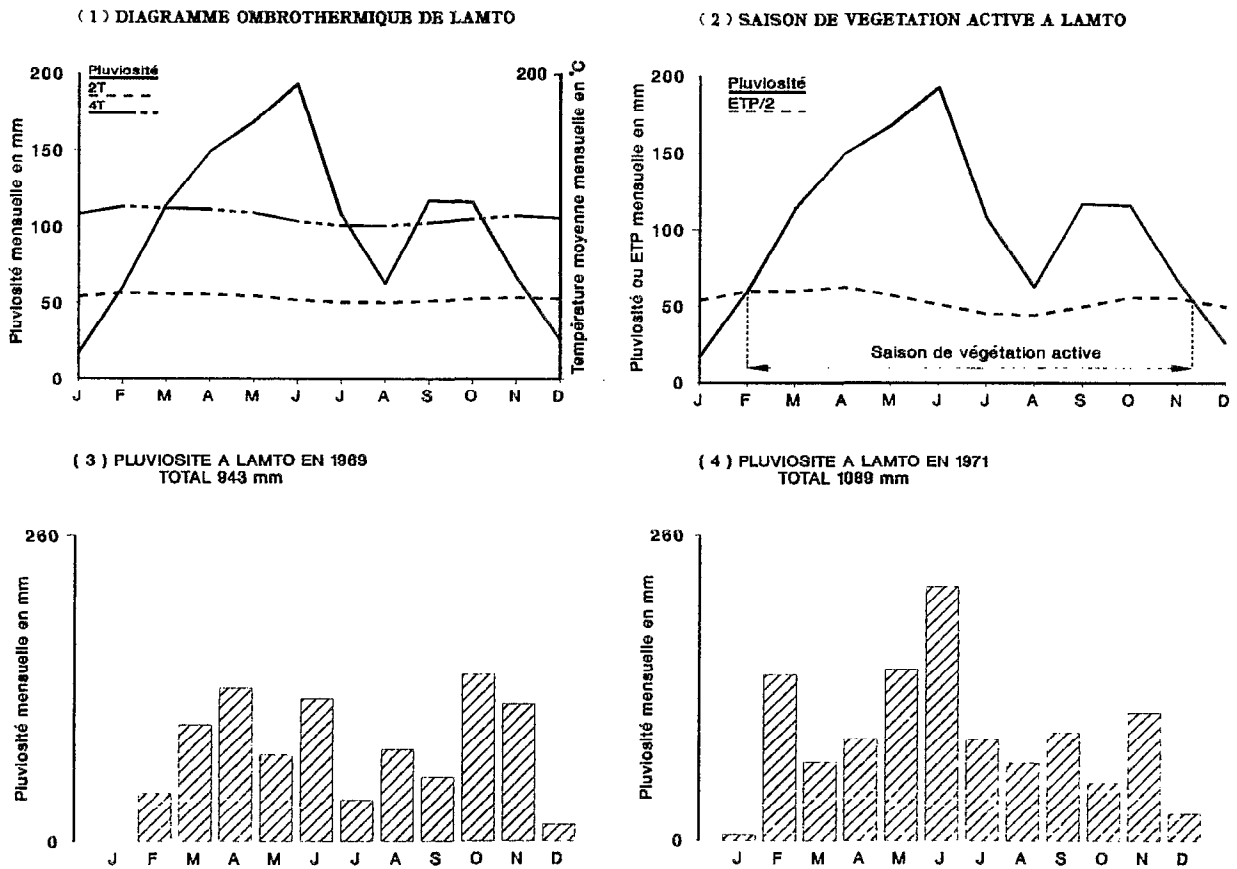 ( 1 ) DIAGRAMME OMBROTHERMIQUE DE LAMTO
Pluviosité mensuelle en mm
Température moyenne mensuelle en °C
200
150
100
50
0
200
Pluviosité
2T
4T
J F M A M J J A S O N D
( 2 ) SAISON DE VEGETATION ACTIVE A LAMTO
Pluviosité ou ETP mensuelle en mm
200
150
100
50
0
Pluviosité
ETP/2
Saison de végétation active
J F M A M J J A S O N D
( 3 ) PLUVIOSITE A LAMTO EN 1969
TOTAL 943 mm
Pluviosité mensuelle en mm
260
0
J F M A M J J A S O N D
( 4 ) PLUVIOSITE A LAMTO EN 1971
TOTAL 1089 mm
Pluviosité mensuelle en mm
260
0
J F M A M J J A S O N D